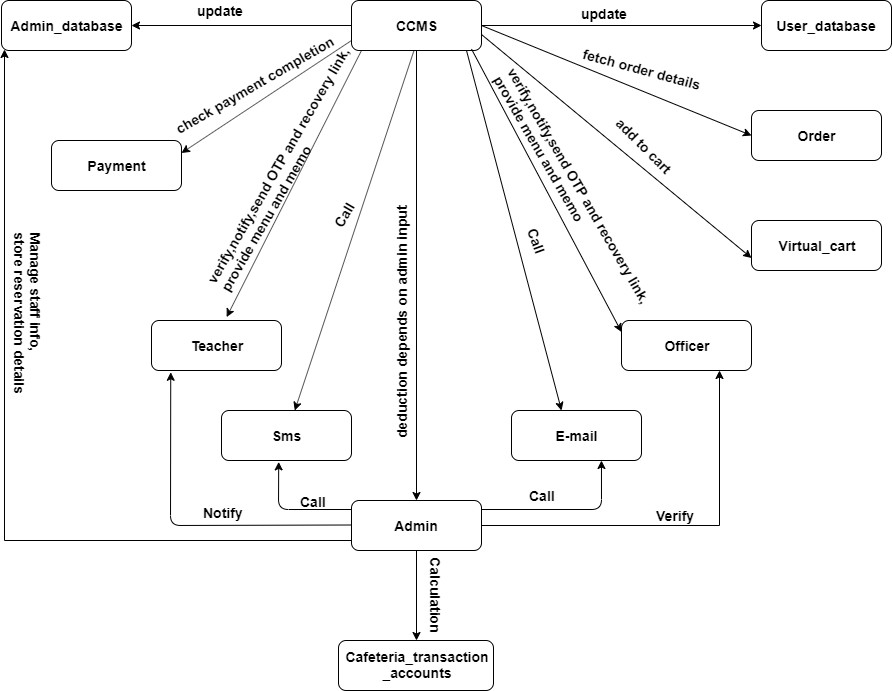 Admin_database
update
CCMS
update
User_database
check payment completion
fetch order details
Payment
Order
add to cart
Virtual_cart
verify,notify,send OTP and recovery link,
provide menu and memo
Call
deduction depends on admin input
Call
verify,notify,send OTP and recovery link,
provide menu and memo
Manage staff info,
store reservation details
Teacher
Officer
Sms
E-mail
Notify
Call
Admin
Call
Verify
Calculation
Cafeteria_transaction
_accounts